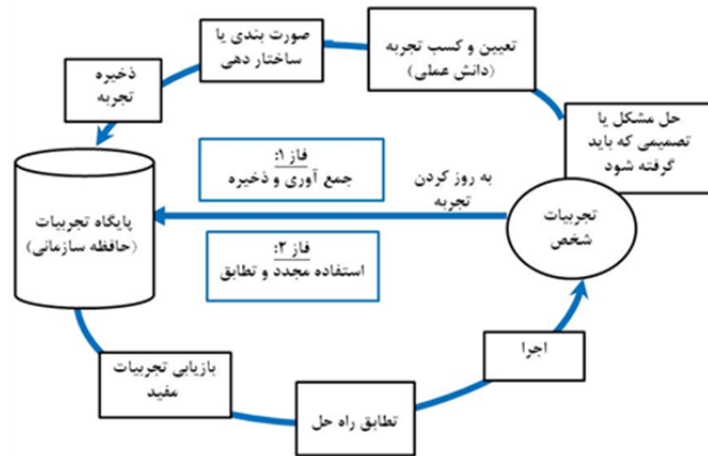 صورت بندی یا
ساختار دهی
تعیین و کسب تجربه
(دانش عملی)
ذخیره
تجربه
حل مشکل یا
تصمیمی که باید
گرفته شود
فاز ۱:
جمع آوری و ذخیره
به روز کردن
تجربه
تجربیات
شخص
پایگاه تجربیات
(حافظه سازمانی)
فاز ۲:
استفاده مجدد و تطابق
اجرا
بازیابی تجربیات
مفید
تطابق راه حل